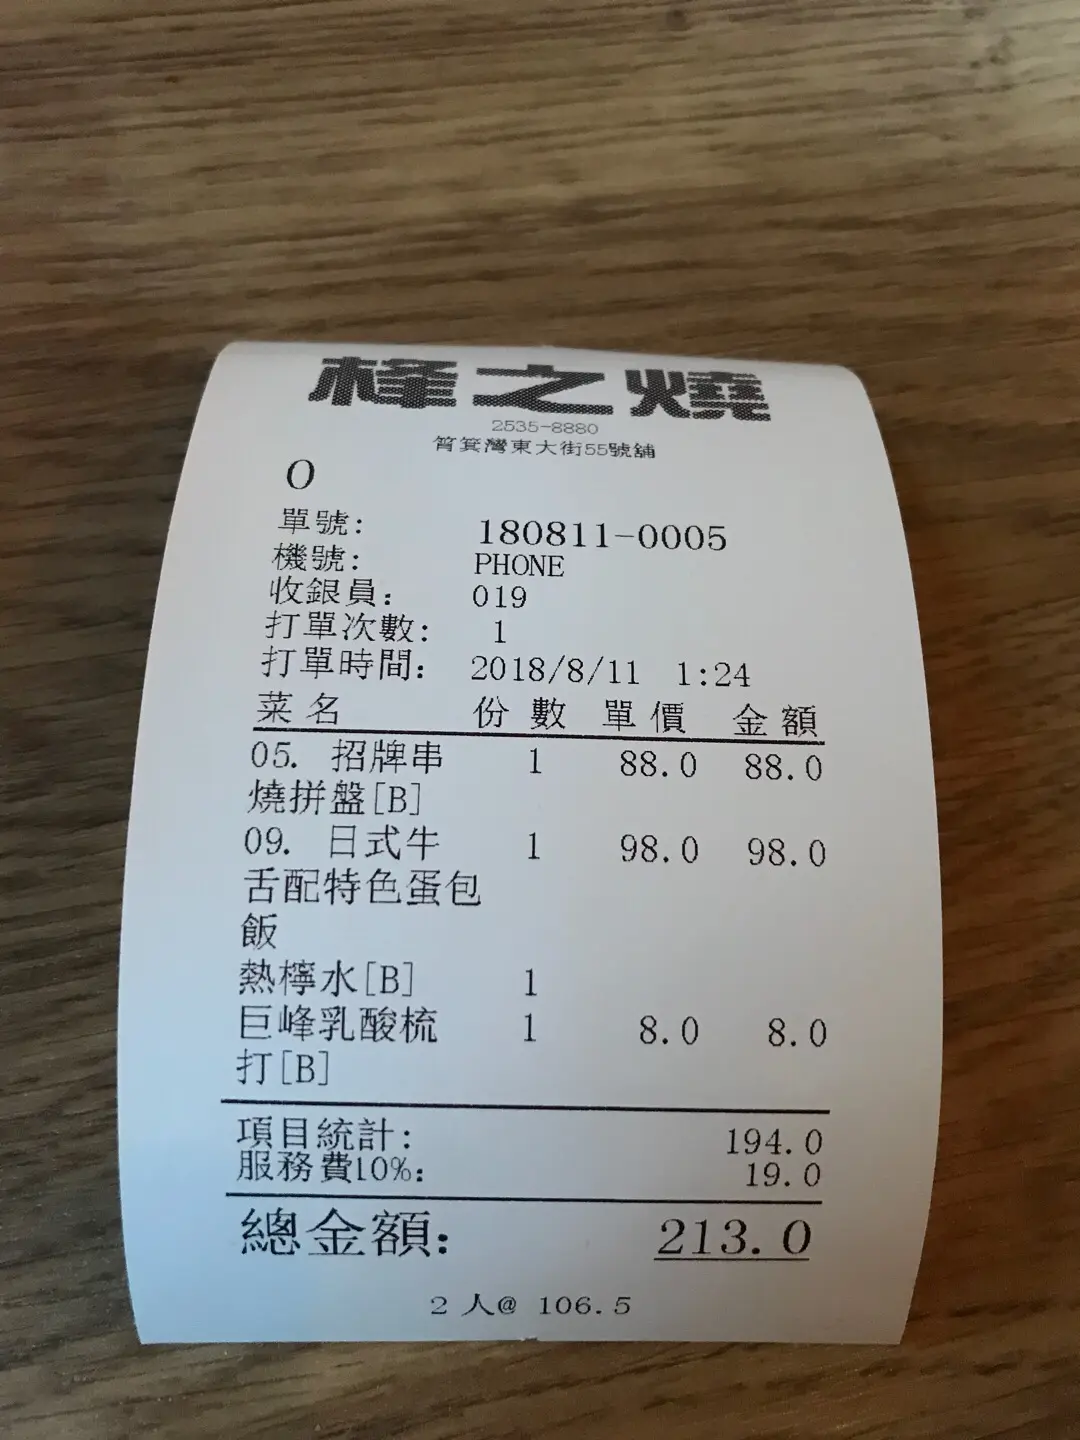 棒之燒
2535-8880
筲箕灣東大街55號舖
O
單號: 180811-0005
機號: PHONE
收銀員: 019
打單次數: 1
打單時間: 2018/8/11 1:24
菜名 份數 單價 金額
05. 招牌串 1 88.0 88.0
燒拼盤[B]
09. 日式牛 1 98.0 98.0
舌配特色蛋包
飯
熱檸水[B] 1
巨峰乳酸梳 1 8.0 8.0
打[B]
項目統計: 194.0
服務費10%: 19.0
總金額: 213.0
2 人@ 106.5